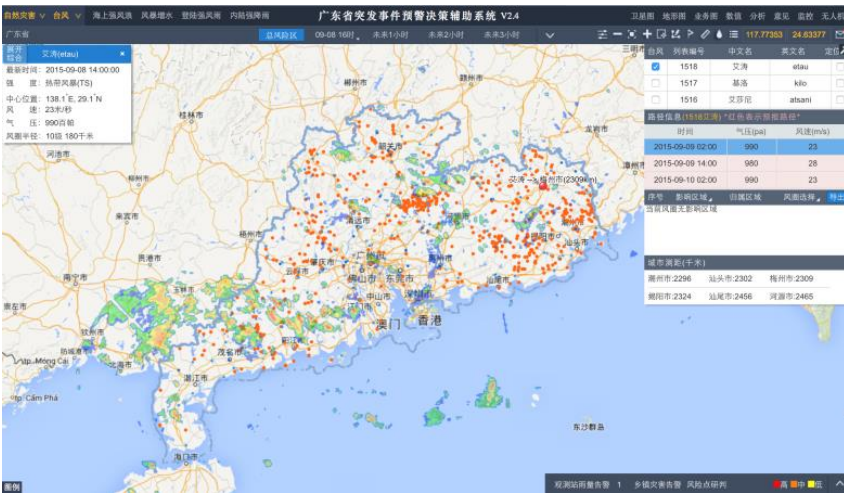 自然灾害 台风 海上强风浪 风暴增水 登陆强风雨 内陆强降雨 广东省突发事件预警决策辅助系统 V2.4 卫星图 地形图 业务图 数值 分析 意见 监控 无人机
广东省 总风险区 09-08 16时 未来1小时 未来2小时 未来3小时 117.77353 24.63377
展开综合 艾涛(etau) ×
最新时间: 2015-09-08 14:00:00
强 度: 热带风暴(TS)
中心位置: 138.1°E, 29.1°N
风 速: 23米/秒
气 压: 990百帕
风圈半径: 10级 180千米
台风 列表编号 中文名 英文名 定位
1518 艾涛 etau
1517 基洛 kilo
1516 艾莎尼 atsani
路径信息(1518艾涛) *红色表示预报路径*
时间 气压(pa) 风速(m/s)
2015-09-09 02:00 990 23
2015-09-09 14:00 980 28
2015-09-10 02:00 990 23
序号 影响区域 归属区域 风圈选择 导出
当前风圈无影响区域
城市测距(千米)
潮州市:2296 汕头市:2302 梅州市:2309
揭阳市:2324 汕尾市:2456 河源市:2465
郴州市
赣州市
三明市
桂林市
龙岩市
韶关市
河池市
柳州市
漳州市
艾涛 -> 梅州市(2309km)
来宾市
梧州市
清远市
揭阳市
汕头市
贵港市
肇庆市
广州市
惠州市
南宁市
云浮市
佛山市 东莞市
汕尾市
玉林市
中山市 深圳市
崇左市
江门市
澳门 香港
钦州市
防城港市
茂名市
阳江市
tp. Móng Cái
北海市
湛江市
tp. Cẩm Phả
东沙群岛
海口市
图例 观测站雨量告警 1 乡镇灾害告警 风险点研判 高 中 低